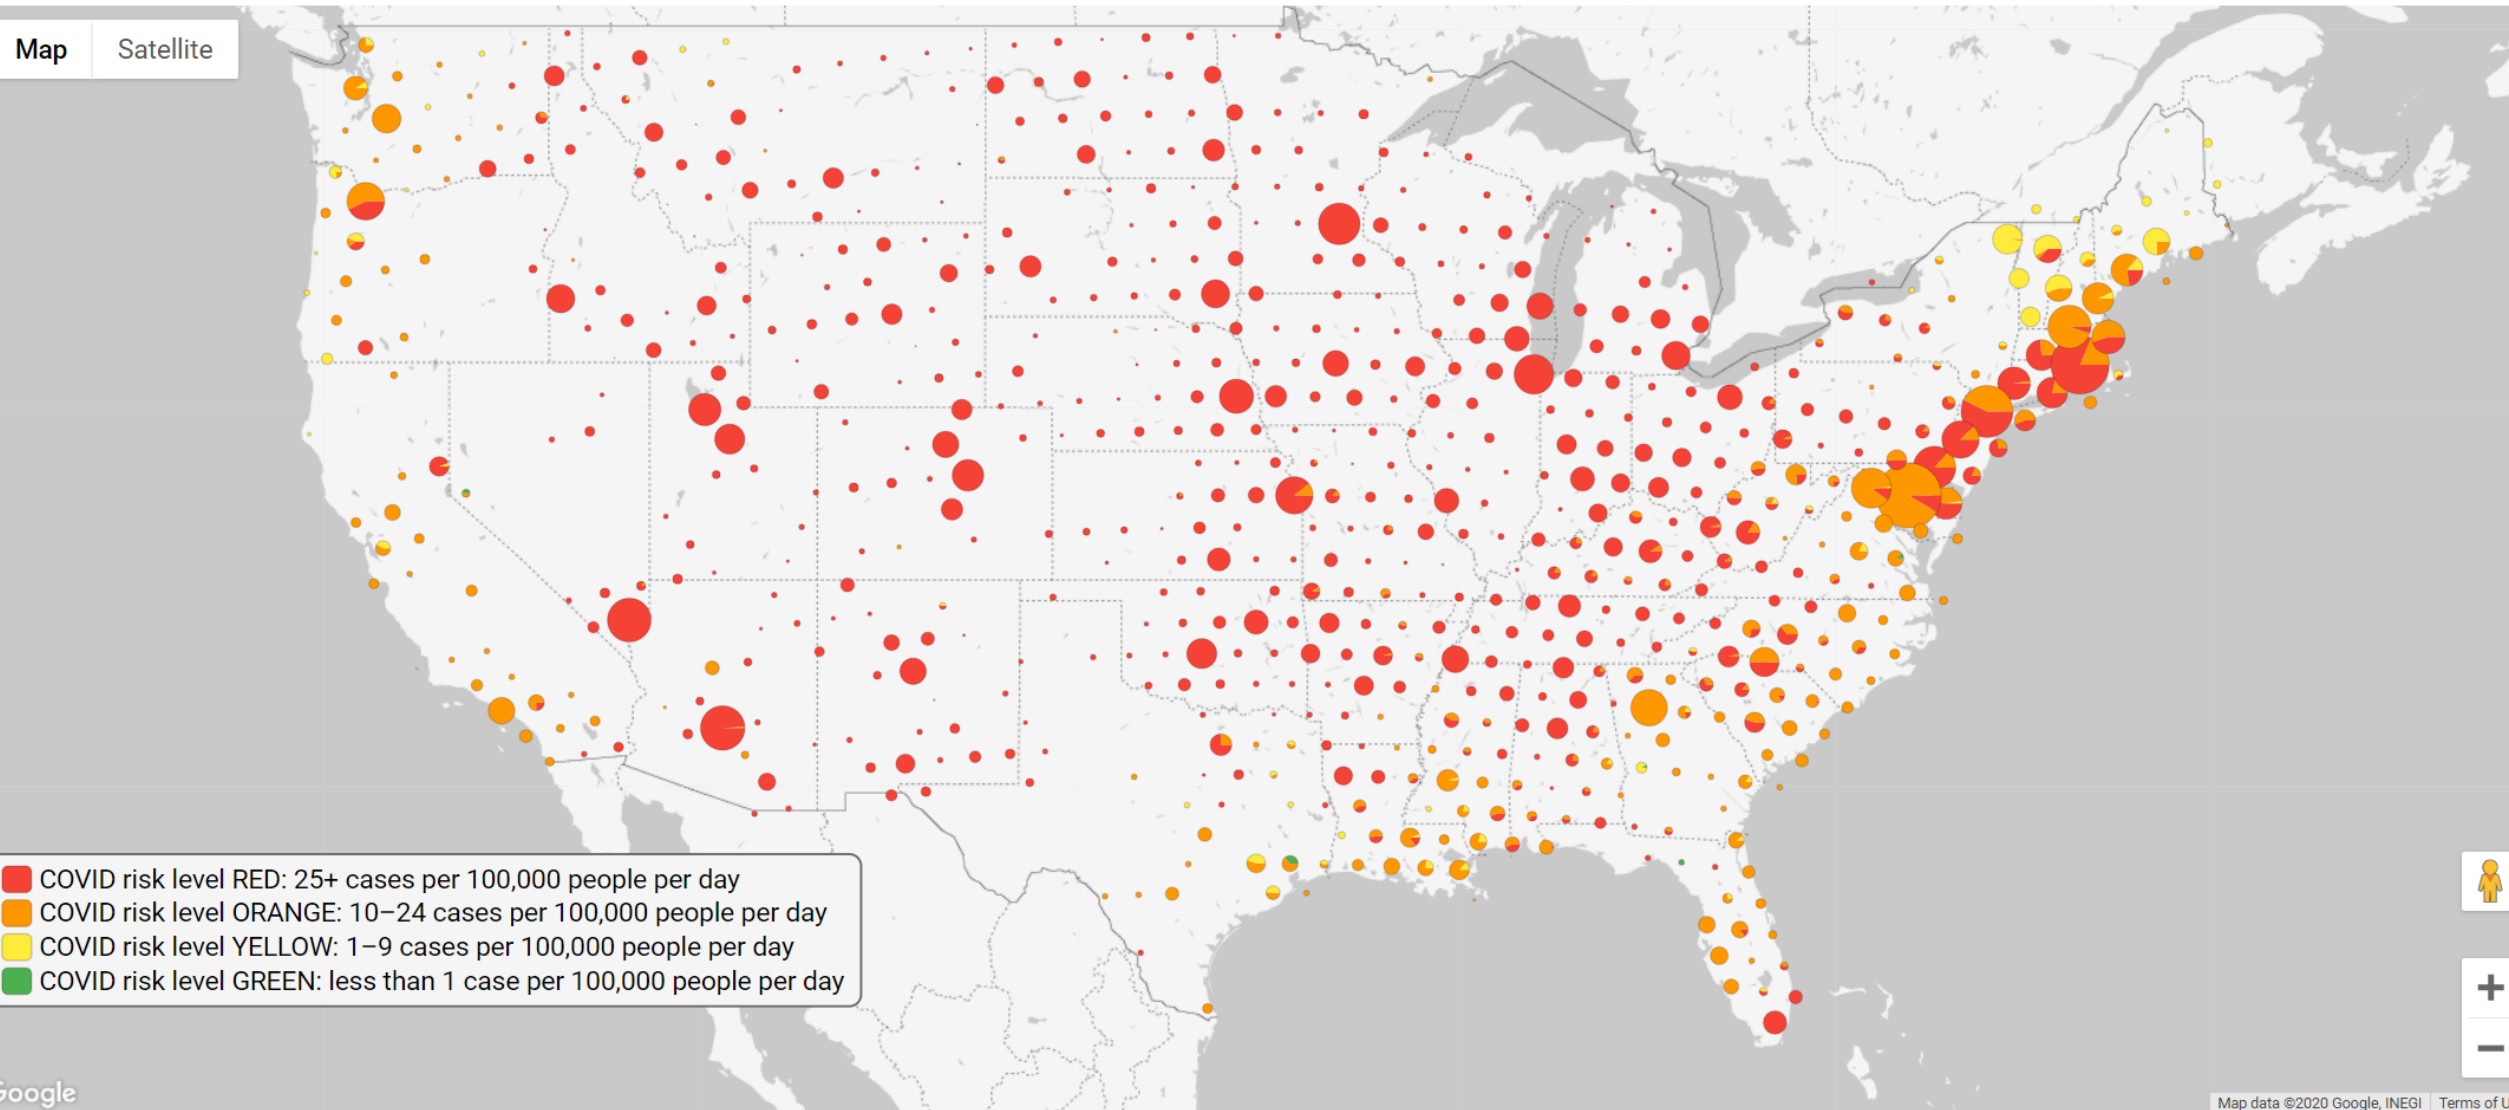 Map
Satellite
COVID risk level RED: 25+ cases per 100,000 people per day
COVID risk level ORANGE: 10–24 cases per 100,000 people per day
COVID risk level YELLOW: 1–9 cases per 100,000 people per day
COVID risk level GREEN: less than 1 case per 100,000 people per day
Google
Map data ©2020 Google, INEGI
Terms of U